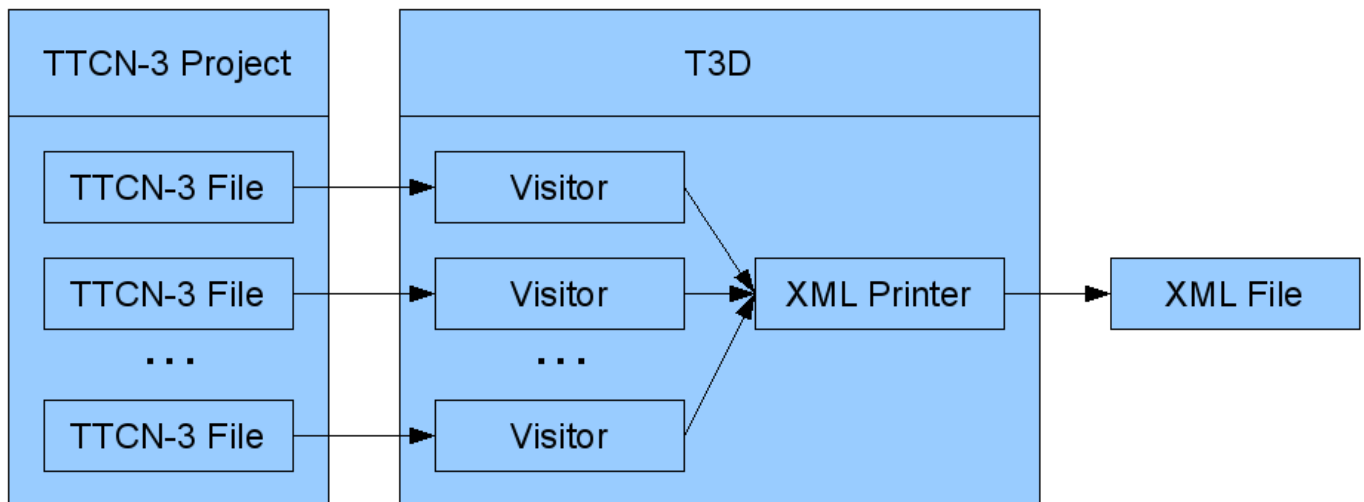 TTCN-3 Project
T3D
TTCN-3 File
Visitor
TTCN-3 File
Visitor
XML Printer
XML File
...
...
TTCN-3 File
Visitor